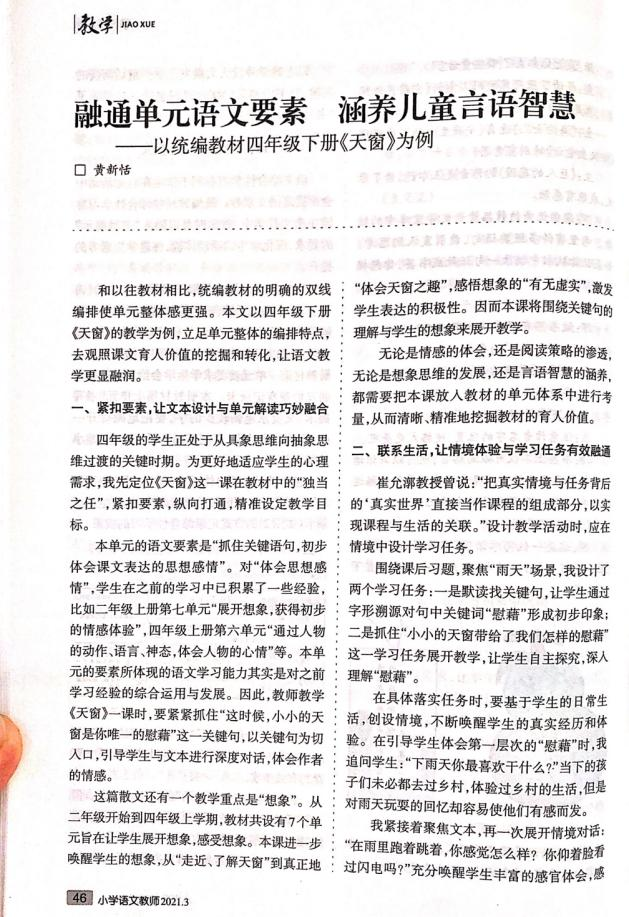 教学 JIAO XUE
融通单元语文要素 涵养儿童言语智慧
——以统编教材四年级下册《天窗》为例
□ 黄新恬
和以往教材相比,统编教材的明确的双线
编排使单元整体感更强。本文以四年级下册
《天窗》的教学为例,立足单元整体的编排特点,
去观照课文育人价值的挖掘和转化,让语文教
学更显融润。
一、紧扣要素,让文本设计与单元解读巧妙融合
四年级的学生正处于从具象思维向抽象思
维过渡的关键时期。为更好地适应学生的心理
需求,我先定位《天窗》这一课在教材中的“独当
之任”,紧扣要素,纵向打通,精准设定教学目
标。
本单元的语文要素是“抓住关键语句,初步
体会课文表达的思想感情”。对“体会思想感
情”,学生在之前的学习中已积累了一些经验,
比如二年级上册第七单元“展开想象,获得初步
的情感体验”,四年级上册第六单元“通过人物
的动作、语言、神态,体会人物的心情”等。本单
元的要素所体现的语文学习能力其实是对之前
学习经验的综合运用与发展。因此,教师教学
《天窗》一课时,要紧紧抓住“这时候,小小的天
窗是你唯一的慰藉”这一关键句,以关键句为切
入口,引导学生与文本进行深度对话,体会作者
的情感。
这篇散文还有一个教学重点是“想象”。从
二年级开始到四年级上学期,教材共设有7个单
元旨在让学生展开想象,感受想象。本课进一步
唤醒学生的想象,从“走近、了解天窗”到真正地
“体会天窗之趣”,感悟想象的“有无虚实”,激发
学生表达的积极性。因而本课将围绕关键句的
理解与学生的想象来展开教学。
无论是情感的体会,还是阅读策略的渗透,
无论是想象思维的发展,还是言语智慧的涵养,
都需要把本课放入教材的单元体系中进行考
量,从而清晰、精准地挖掘教材的育人价值。
二、联系生活,让情境体验与学习任务有效融通
崔允漷教授曾说:“把真实情境与任务背后
的‘真实世界’直接当作课程的组成部分,以实
现课程与生活的关联。”设计教学活动时,应在
情境中设计学习任务。
围绕课后习题,聚焦“雨天”场景,我设计了
两个学习任务:一是默读找关键句,让学生通过
字形溯源对句中关键词“慰藉”形成初步印象;
二是抓住“小小的天窗带给了我们怎样的慰藉”
这一学习任务展开教学,让学生自主探究,深入
理解“慰藉”。
在具体落实任务时,要基于学生的日常生
活,创设情境,不断唤醒学生的真实经历和体
验。在引导学生体会第一层次的“慰藉”时,我
追问学生:“下雨天你最喜欢干什么?”当下的孩
子们未必都去过乡村,体验过乡村的生活,但是
对雨天玩耍的回忆却容易使他们有感而发。
我紧接着聚焦文本,再一次展开情境对话:
“在雨里跑着跳着,你感觉怎么样?你仰着脸看
过闪电吗?”充分唤醒学生丰富的感官体会,感
46 小学语文教师2021.3